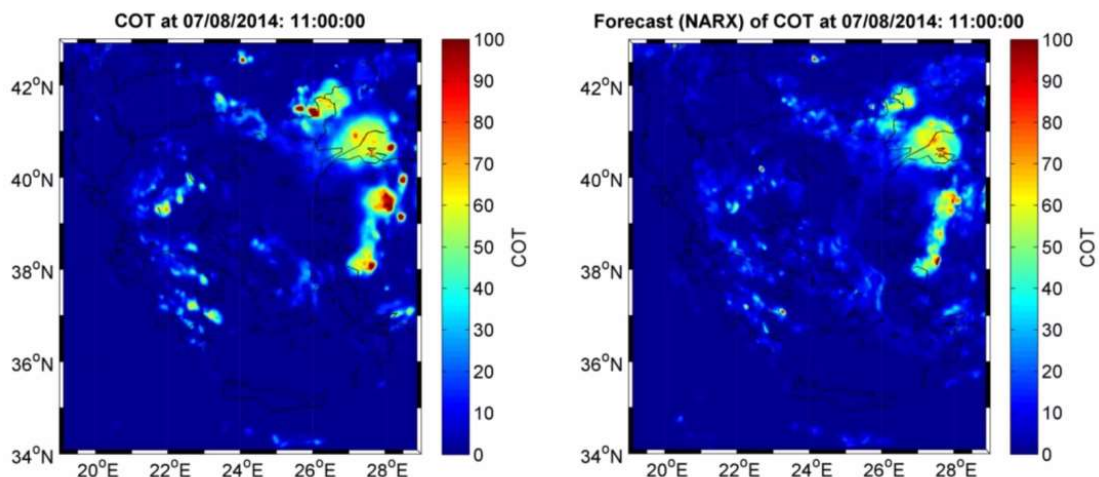 COT at 07/08/2014: 11:00:00
42°N
40°N
38°N
36°N
34°N
20°E 22°E 24°E 26°E 28°E
100
90
80
70
60
50
40
30
20
10
0
COT
Forecast (NARX) of COT at 07/08/2014: 11:00:00
42°N
40°N
38°N
36°N
34°N
20°E 22°E 24°E 26°E 28°E
100
90
80
70
60
50
40
30
20
10
0
COT